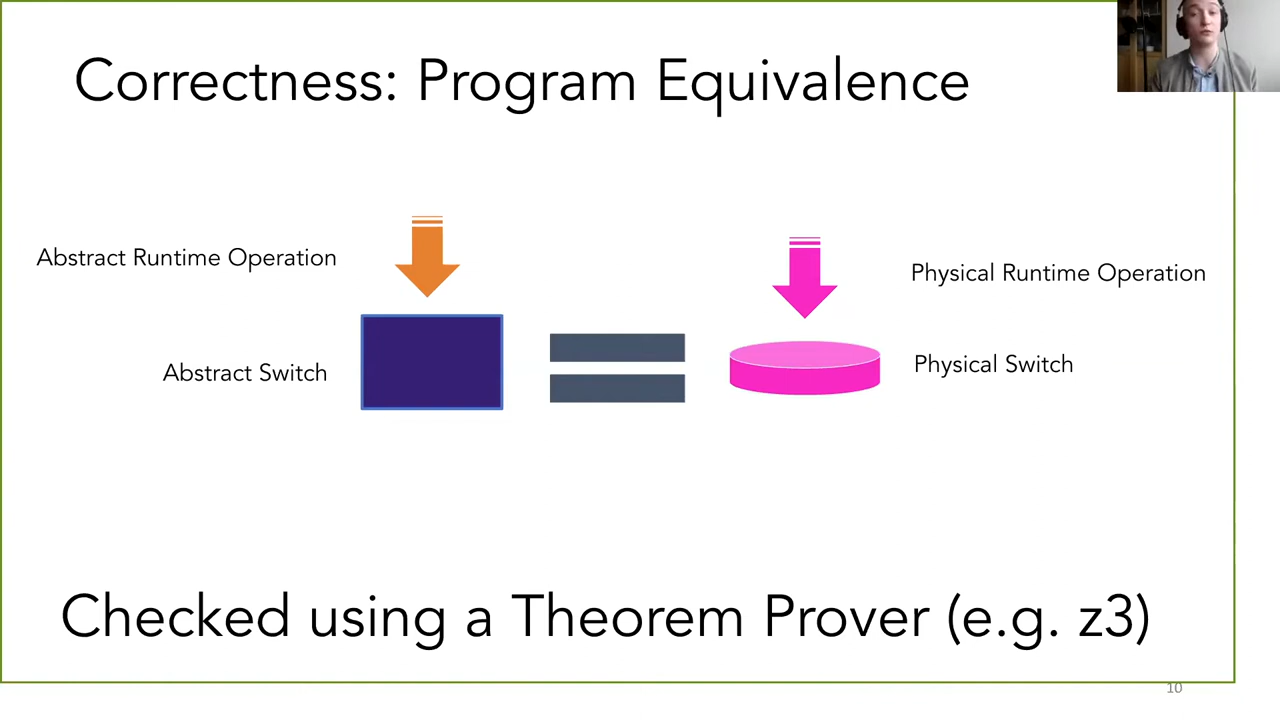 Correctness: Program Equivalence
Abstract Runtime Operation
Physical Runtime Operation
Abstract Switch
Physical Switch
Checked using a Theorem Prover (e.g. z3)
10